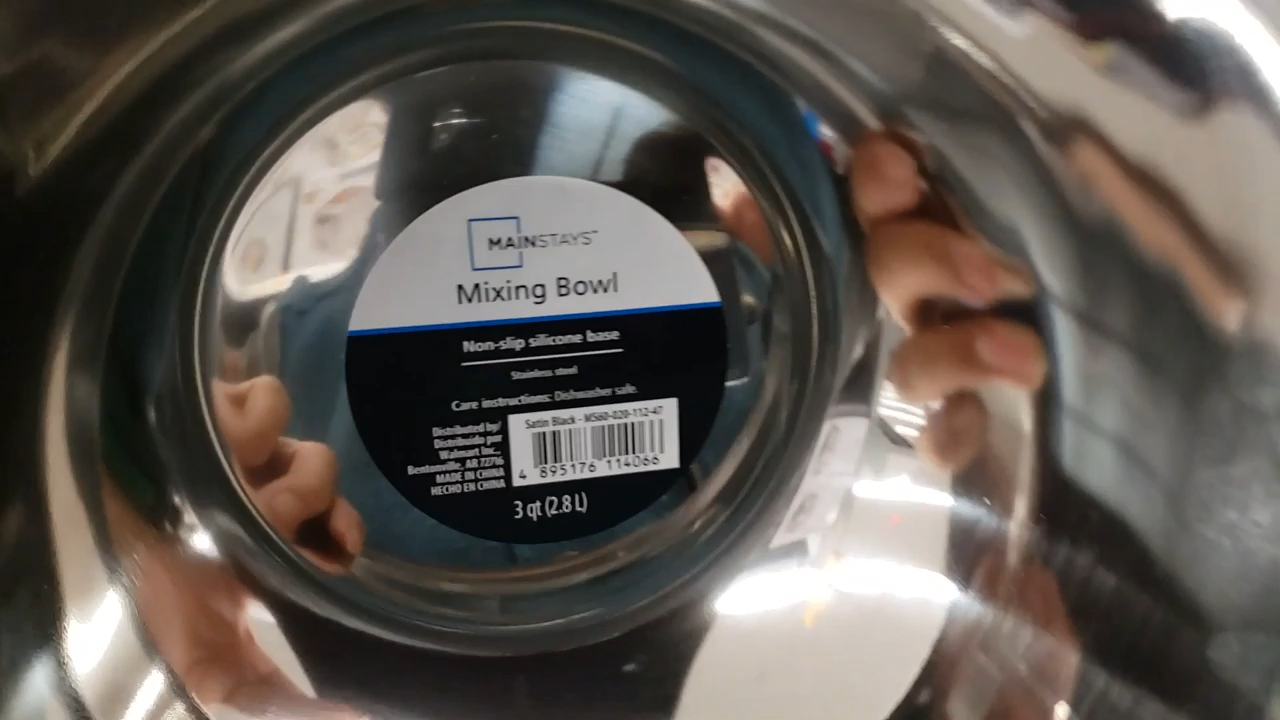 MAINSTAYS™
Mixing Bowl
Non-slip silicone base
Stainless steel
Care instructions: Dishwasher safe.
Distributed by/
Distribuido por
Walmart Inc.,
Bentonville, AR 72716
MADE IN CHINA
HECHO EN CHINA
Satin Black - MS60-020-112-47
4 895176 114066
3 qt (2.8 L)